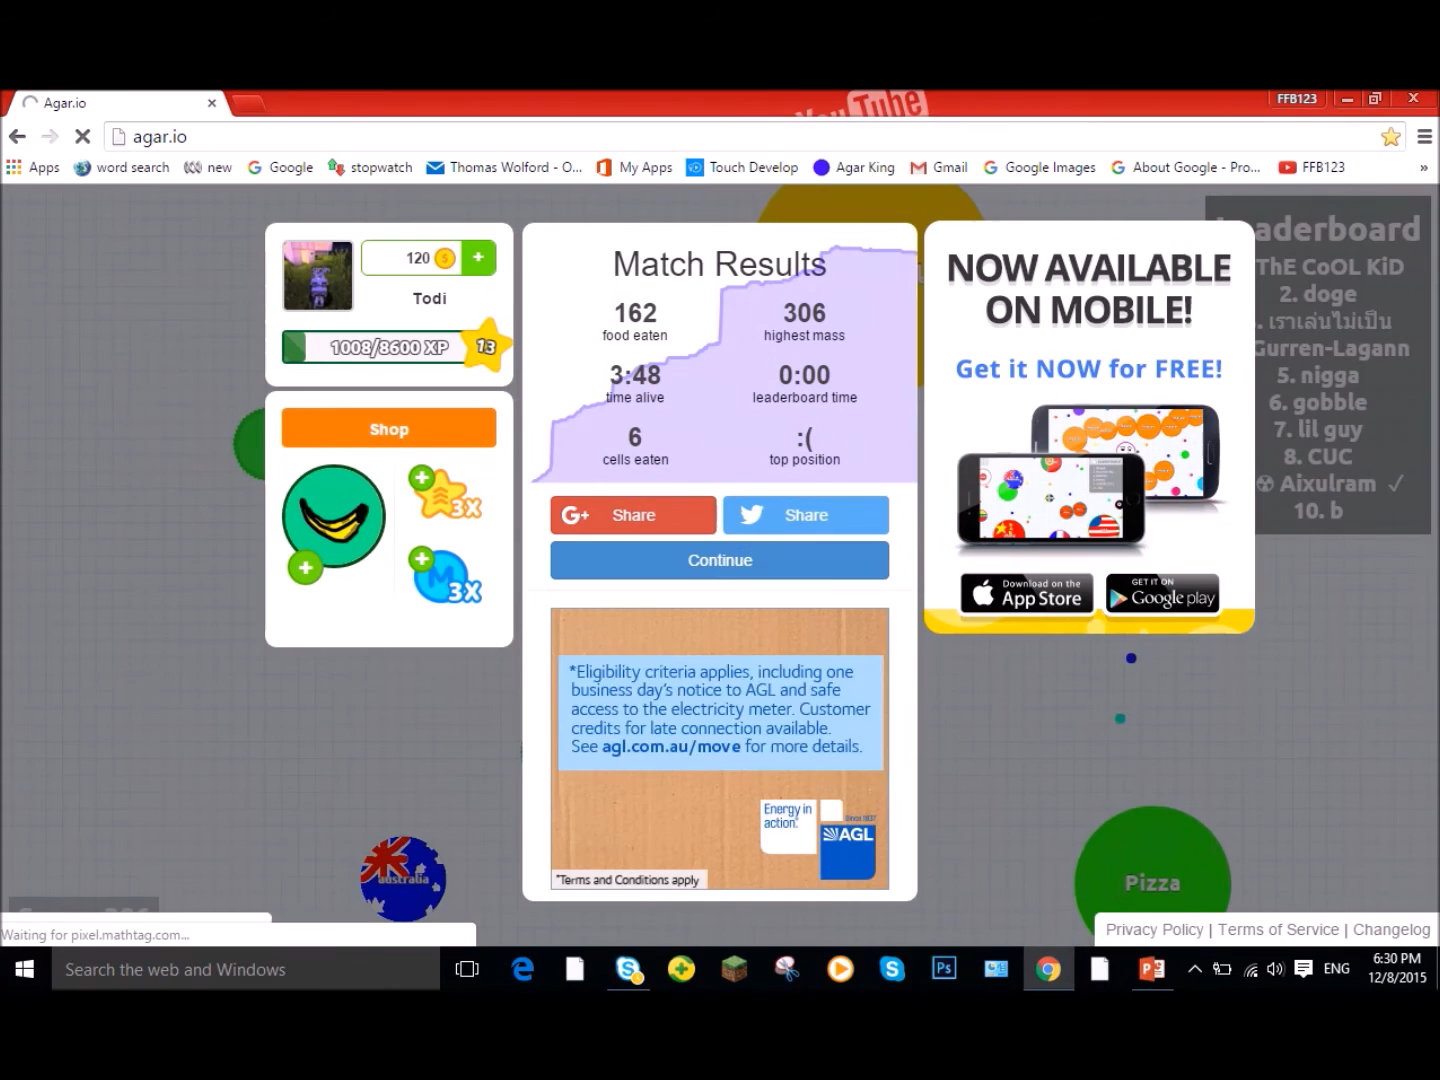 YouTube
Agar.io
FFB123
agar.io
Apps
word search
new
Google
stopwatch
Thomas Wolford - O...
My Apps
Touch Develop
Agar King
Gmail
Google Images
About Google - Pro...
FFB123
»
120
Todi
1008/8600 XP
13
Shop
3X
M
3X
Match Results
162
food eaten
306
highest mass
3:48
time alive
0:00
leaderboard time
6
cells eaten
:(
top position
G+ Share
Share
Continue
*Eligibility criteria applies, including one
business day's notice to AGL and safe
access to the electricity meter. Customer
credits for late connection available.
See agl.com.au/move for more details.
Energy in
action.
Since 1837
AGL
*Terms and Conditions apply
NOW AVAILABLE
ON MOBILE!
Get it NOW for FREE!
Download on the
App Store
GET IT ON
Google play
aderboard
ThE CoOL KiD
2. doge
. เราเล่นไม่เป็น
Gurren-Lagann
5. nigga
6. gobble
7. lil guy
8. CUC
☢ Aixulram ✓
10. b
australia
Pizza
Waiting for pixel.mathtag.com...
Privacy Policy | Terms of Service | Changelog
Search the web and Windows
ENG
6:30 PM
12/8/2015